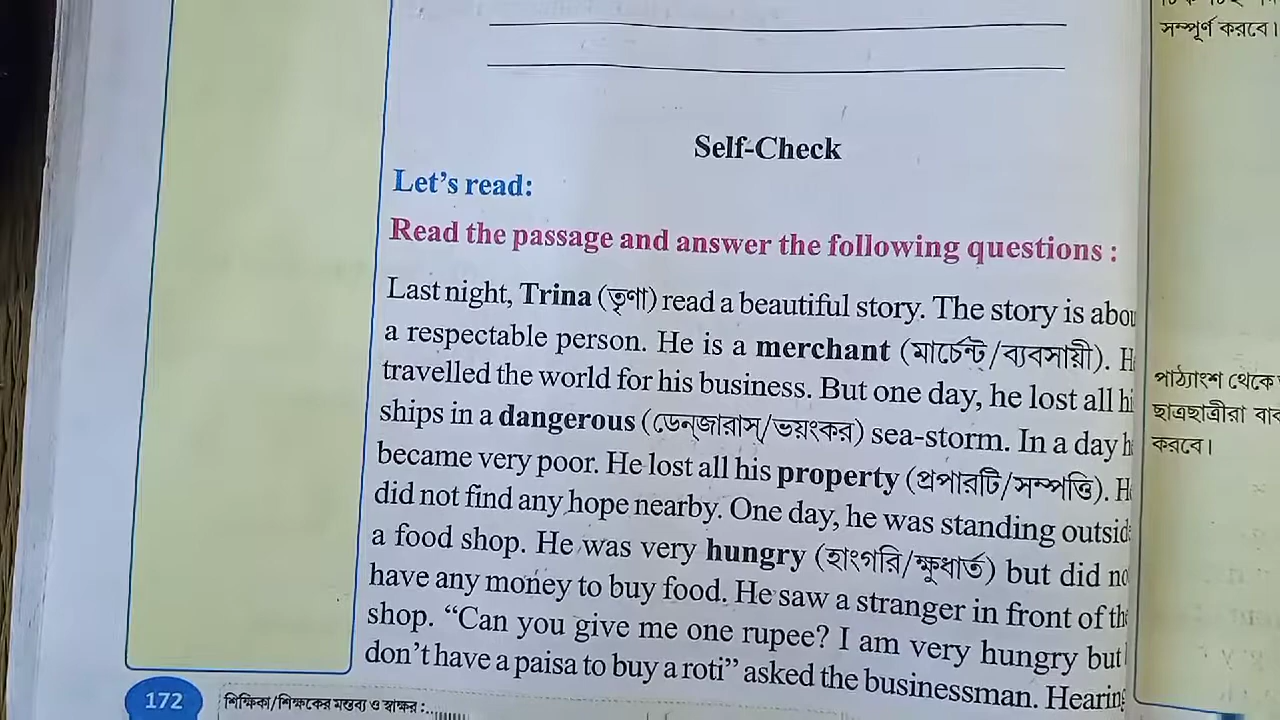 সম্পূর্ণ করবে।
Self-Check
Let's read:
Read the passage and answer the following questions :
Last night, Trina (তৃণা) read a beautiful story. The story is abou
a respectable person. He is a merchant (মার্চেন্ট্/ব্যবসায়ী). H
travelled the world for his business. But one day, he lost all hi
ships in a dangerous (ডেন্জারাস্/ভয়ংকর) sea-storm. In a day h
became very poor. He lost all his property (প্রপারটি/সম্পত্তি). H
did not find any hope nearby. One day, he was standing outsid
a food shop. He was very hungry (হাংগরি/ক্ষুধার্ত) but did no
have any money to buy food. He saw a stranger in front of th
shop. “Can you give me one rupee? I am very hungry but
don't have a paisa to buy a roti” asked the businessman. Hearing
পাঠ্যাংশ থেকে
ছাত্রছাত্রীরা বাব
করবে।
172 শিক্ষিকা/শিক্ষকের মন্তব্য ও স্বাক্ষর :